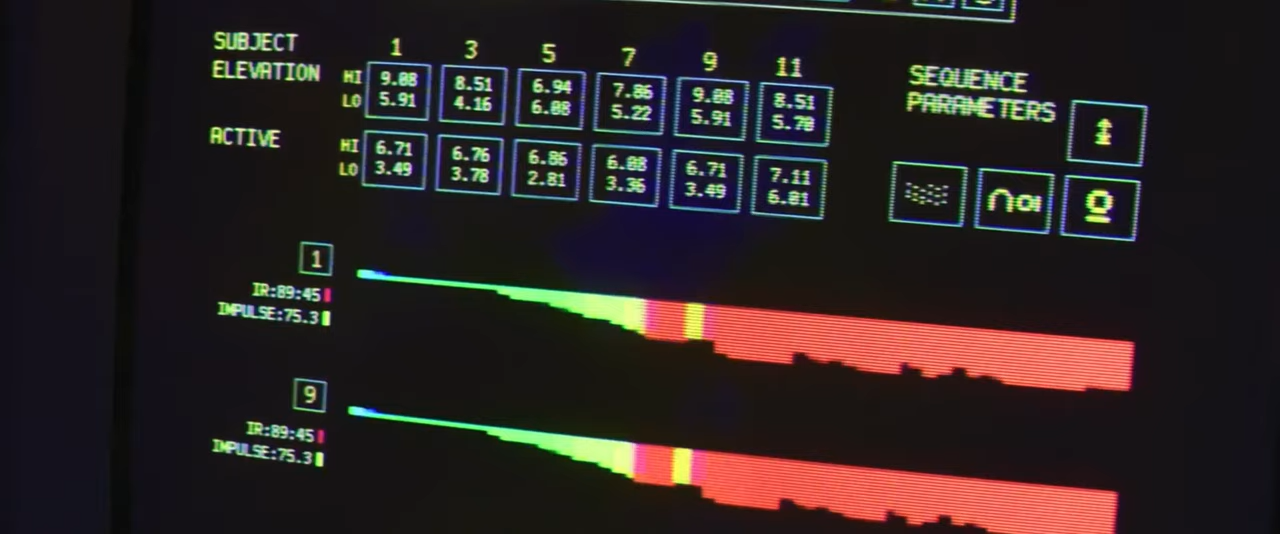 SUBJECT
1 3 5 7 9 11
ELEVATION
HI 9.08 8.51 6.94 7.86 9.08 8.51
LO 5.91 4.16 6.08 5.22 5.91 5.78
ACTIVE
HI 6.71 6.76 6.86 6.08 6.71 7.11
LO 3.49 3.78 2.81 3.36 3.49 6.01
SEQUENCE
PARAMETERS
1
IR:89:45
IMPULSE:75.3
9
IR:89:45
IMPULSE:75.3